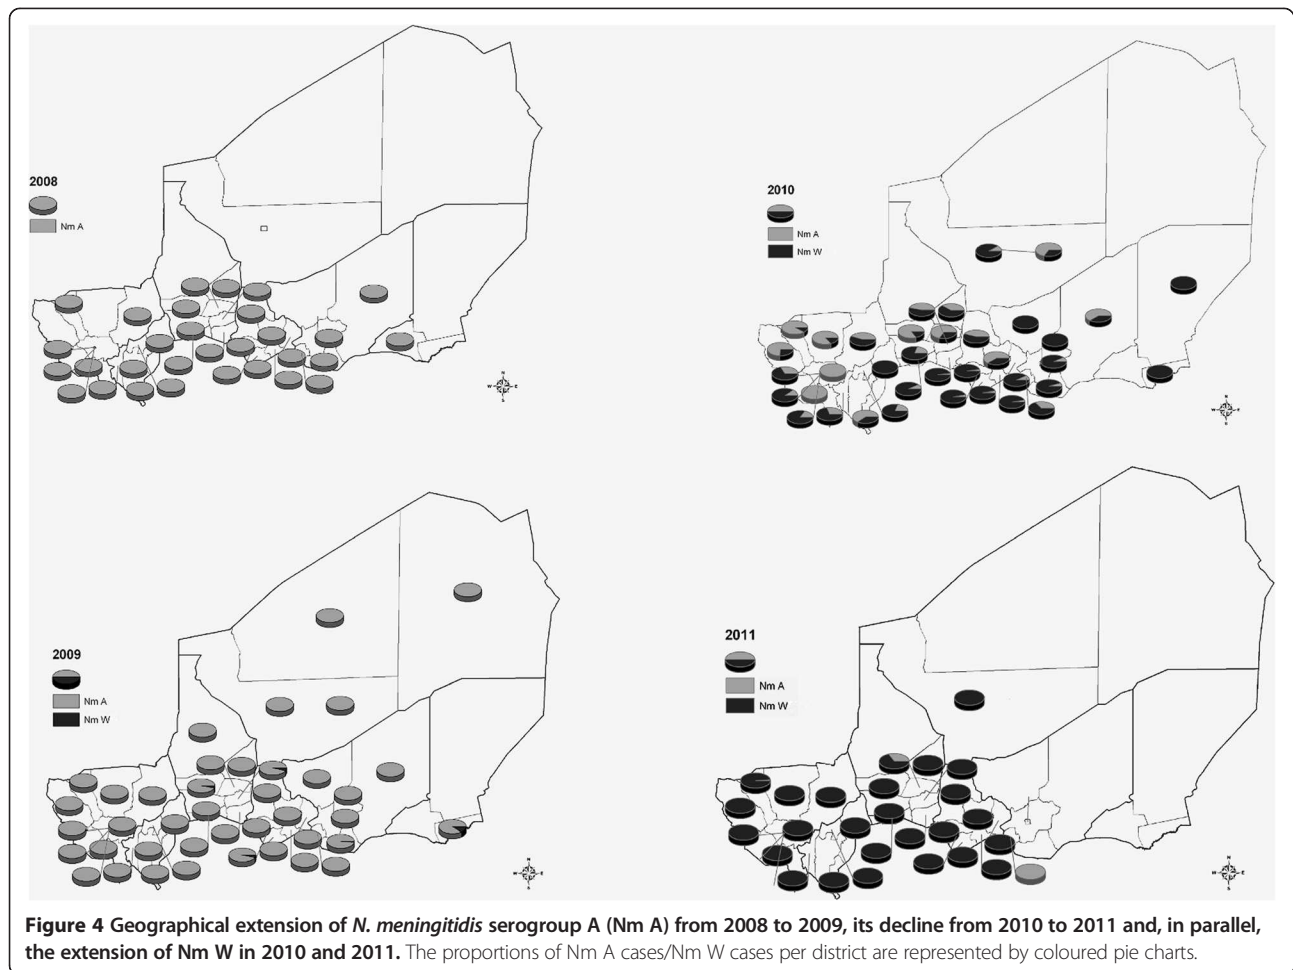 2008
Nm A
N
W E
S
2010
Nm A
Nm W
N
W E
S
2009
Nm A
Nm W
N
W E
S
2011
Nm A
Nm W
N
W E
S
Figure 4 Geographical extension of N. meningitidis serogroup A (Nm A) from 2008 to 2009, its decline from 2010 to 2011 and, in parallel,
the extension of Nm W in 2010 and 2011. The proportions of Nm A cases/Nm W cases per district are represented by coloured pie charts.